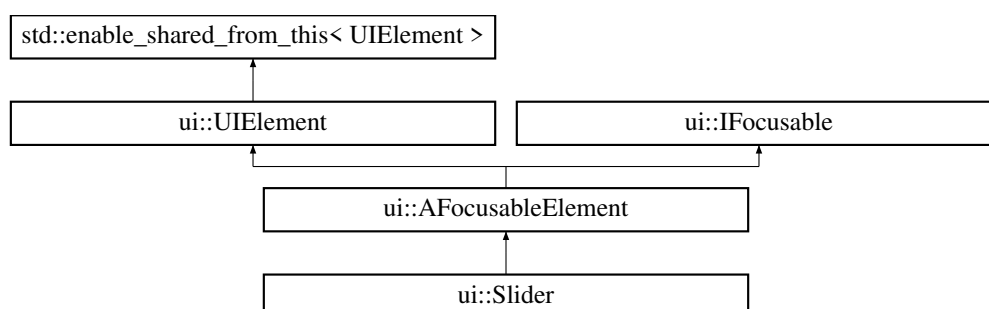 std::enable_shared_from_this< UIElement >
ui::UIElement
ui::IFocusable
ui::AFocusableElement
ui::Slider